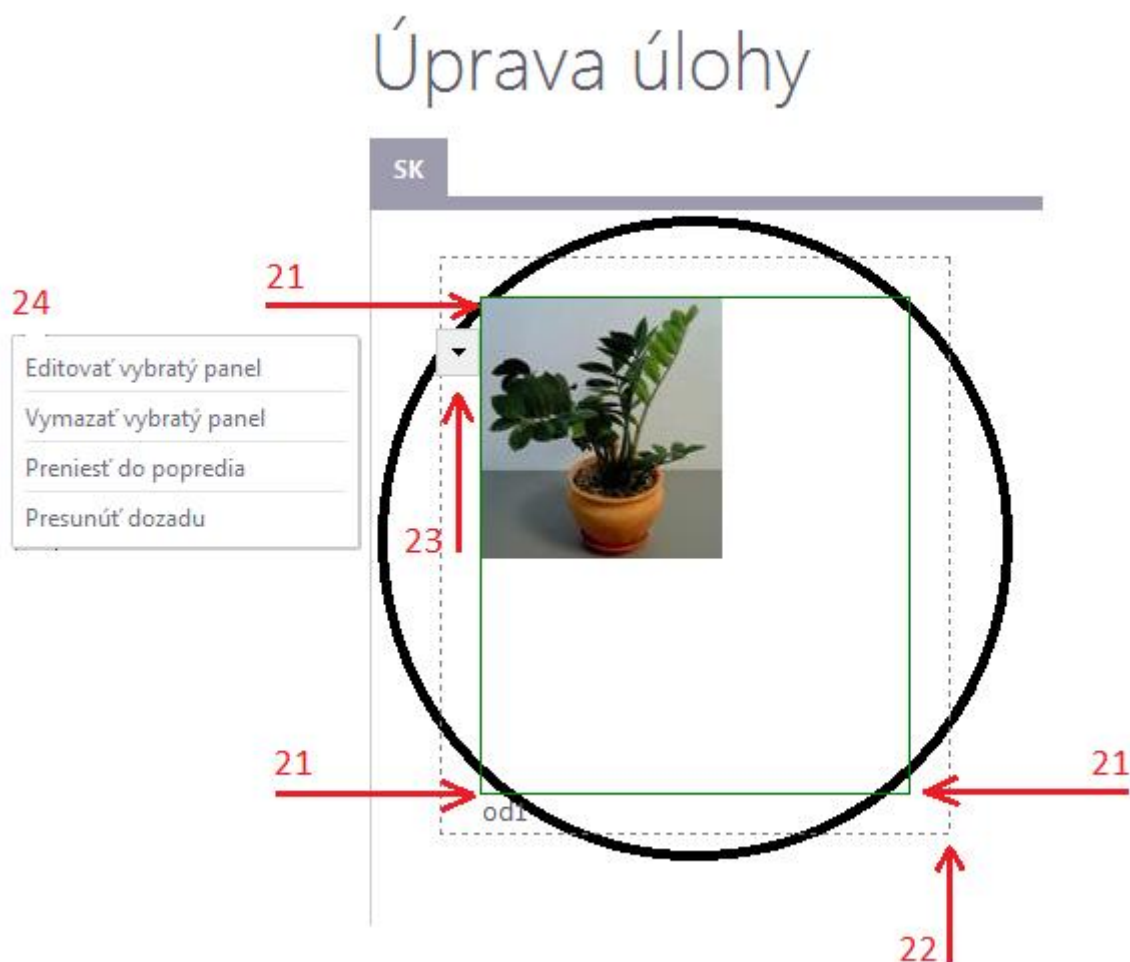 Úprava úlohy
SK
21
24
Editovať vybratý panel
Vymazať vybratý panel
Preniesť do popredia
Presunúť dozadu
23
21
21
od1
22